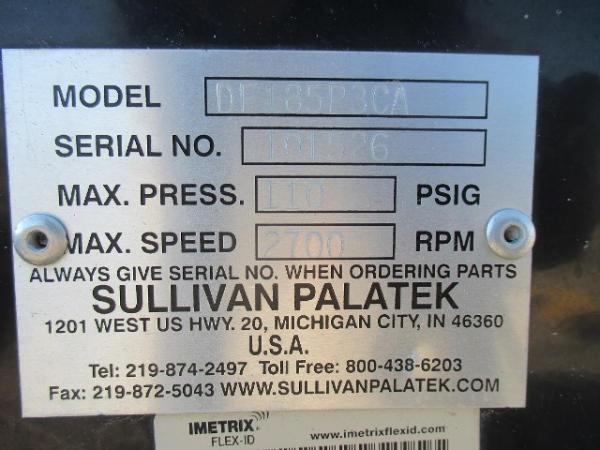 MODEL DF185P3CA
SERIAL NO.
MAX. PRESS. 110 PSIG
MAX. SPEED 2700 RPM
ALWAYS GIVE SERIAL NO. WHEN ORDERING PARTS
SULLIVAN PALATEK
1201 WEST US HWY. 20, MICHIGAN CITY, IN 46360
U.S.A.
Tel: 219-874-2497 Toll Free: 800-438-6203
Fax: 219-872-5043 WWW.SULLIVANPALATEK.COM
IMETRIX www.imetrixflexid.com
FLEX-ID